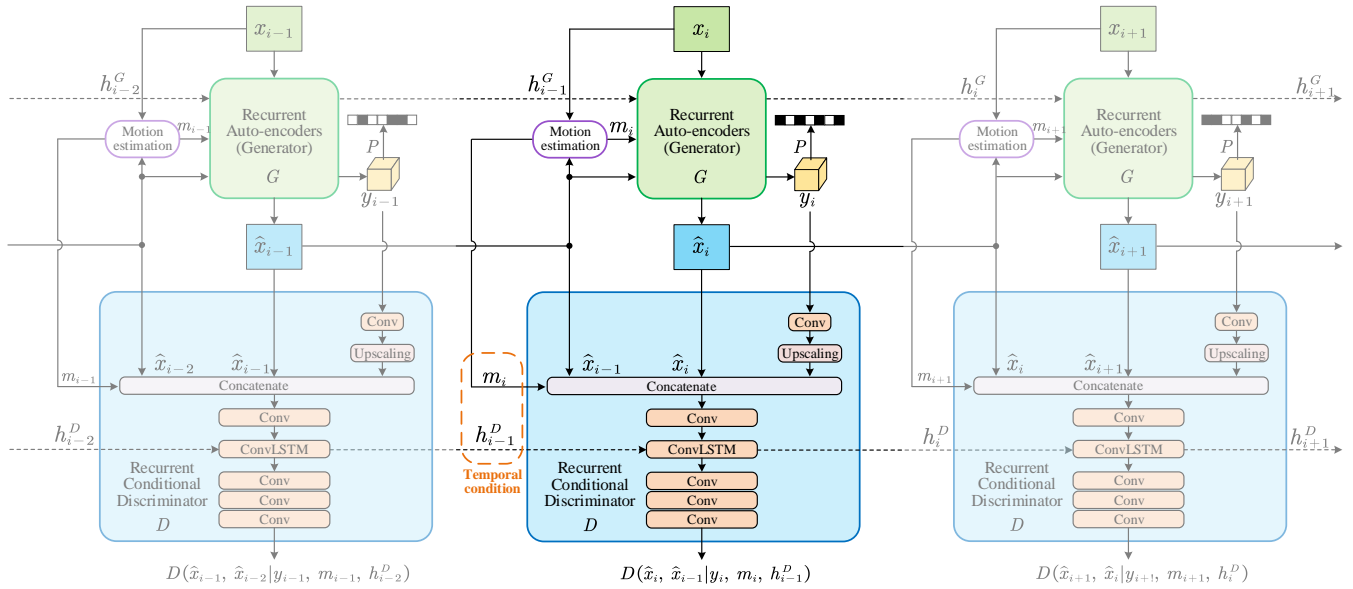 x_{i-1}
x_i
x_{i+1}
h^G_{i-2}
h^G_{i-1}
h^G_i
h^G_{i+1}
Motion
estimation
m_{i-1}
Recurrent
Auto-encoders
(Generator)
G
P
y_{i-1}
Motion
estimation
m_i
Recurrent
Auto-encoders
(Generator)
G
P
y_i
Motion
estimation
m_{i+1}
Recurrent
Auto-encoders
(Generator)
G
P
y_{i+1}
x̂_{i-1}
x̂_i
x̂_{i+1}
Conv
Upscaling
x̂_{i-2}
x̂_{i-1}
m_{i-1}
Concatenate
Conv
h^D_{i-2}
ConvLSTM
Recurrent
Conditional
Discriminator
D
Conv
Conv
Conv
D(x̂_{i-1}, x̂_{i-2}|y_{i-1}, m_{i-1}, h^D_{i-2})
Conv
Upscaling
x̂_{i-1}
x̂_i
m_i
Concatenate
Conv
h^D_{i-1}
ConvLSTM
Temporal
condition
Recurrent
Conditional
Discriminator
D
Conv
Conv
Conv
D(x̂_i, x̂_{i-1}|y_i, m_i, h^D_{i-1})
Conv
Upscaling
x̂_i
x̂_{i+1}
m_{i+1}
Concatenate
Conv
h^D_i
ConvLSTM
h^D_{i+1}
Recurrent
Conditional
Discriminator
D
Conv
Conv
Conv
D(x̂_{i+1}, x̂_i|y_{i+1}, m_{i+1}, h^D_i)